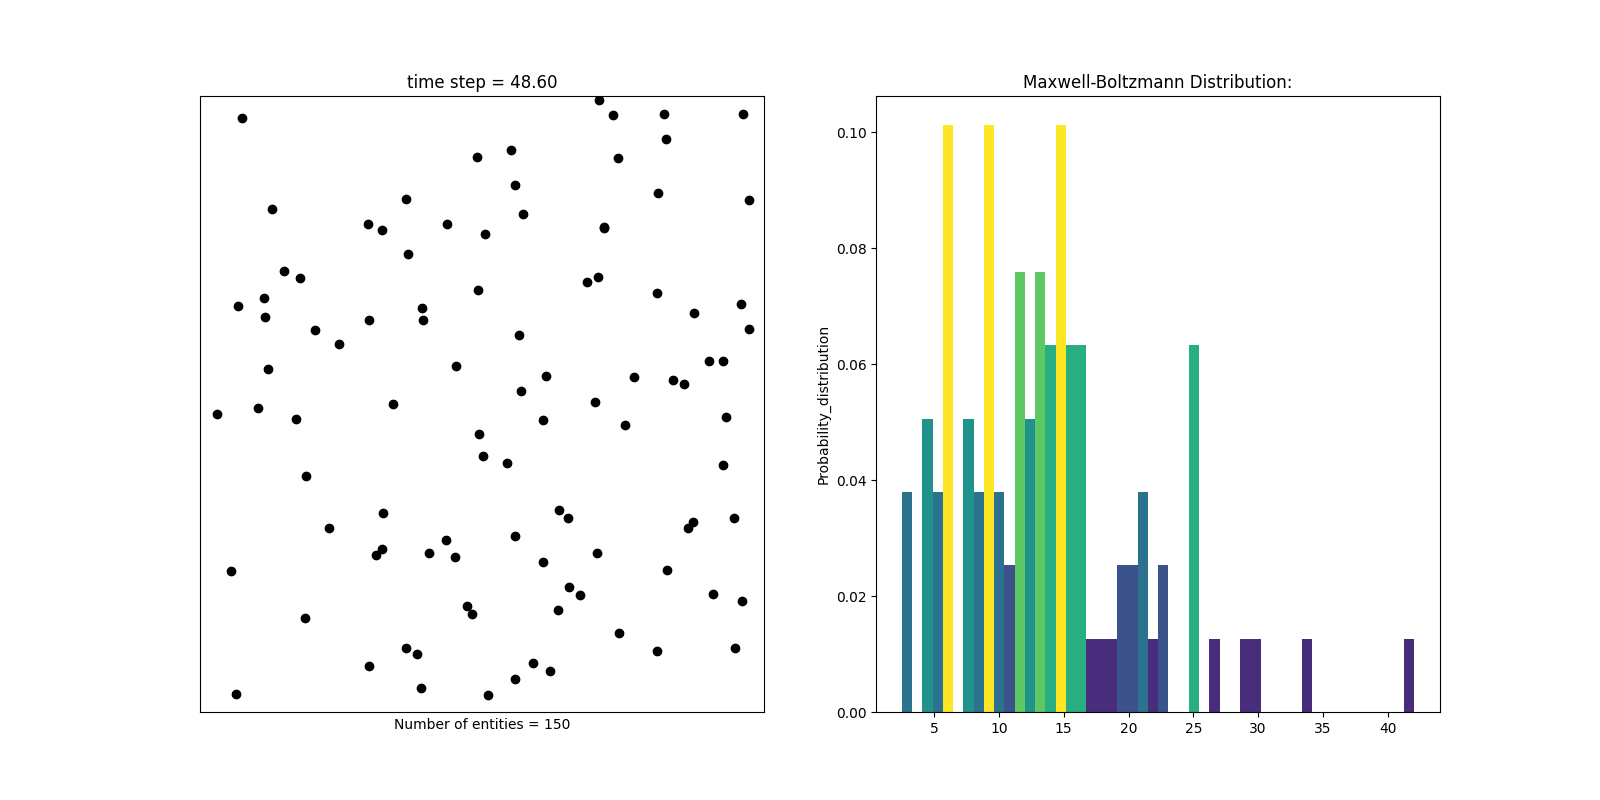 time step = 48.60
Number of entities = 150
Maxwell-Boltzmann Distribution:
Probability_distribution
0.10
0.08
0.06
0.04
0.02
0.00
5 10 15 20 25 30 35 40